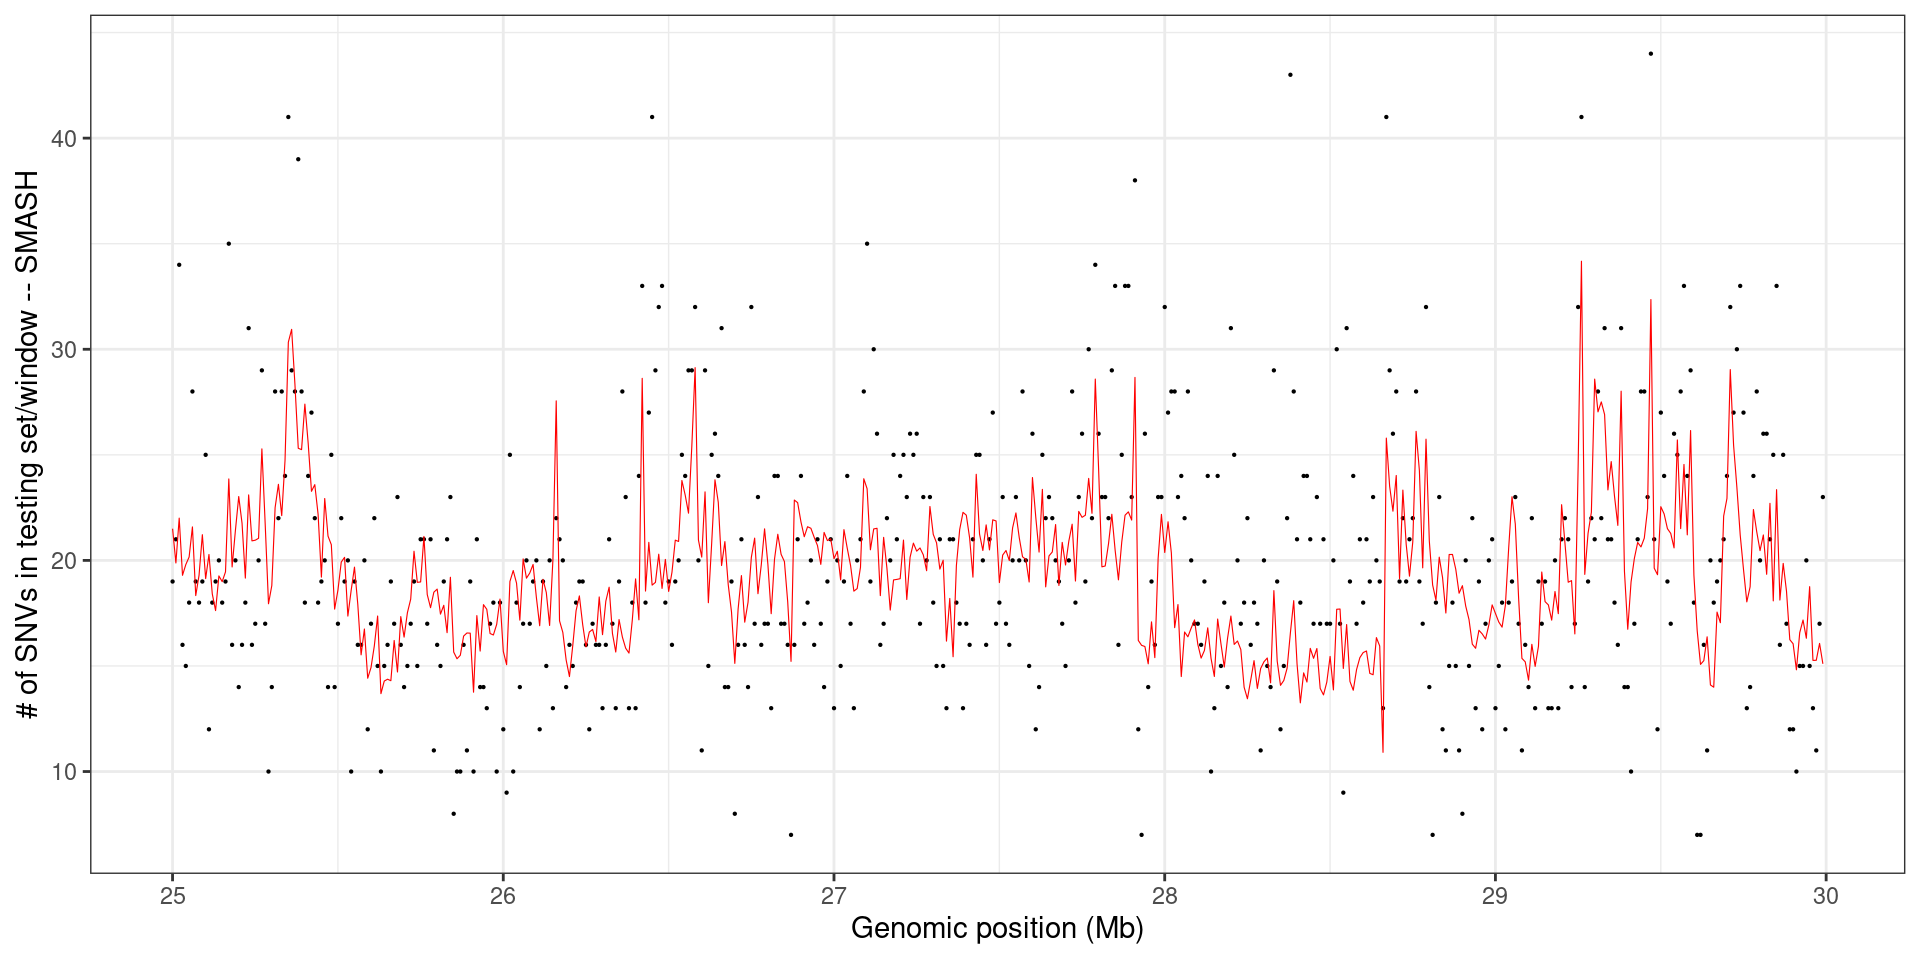 # of SNVs in testing set/window -- SMASH
40
30
20
10
25 26 27 28 29 30
Genomic position (Mb)